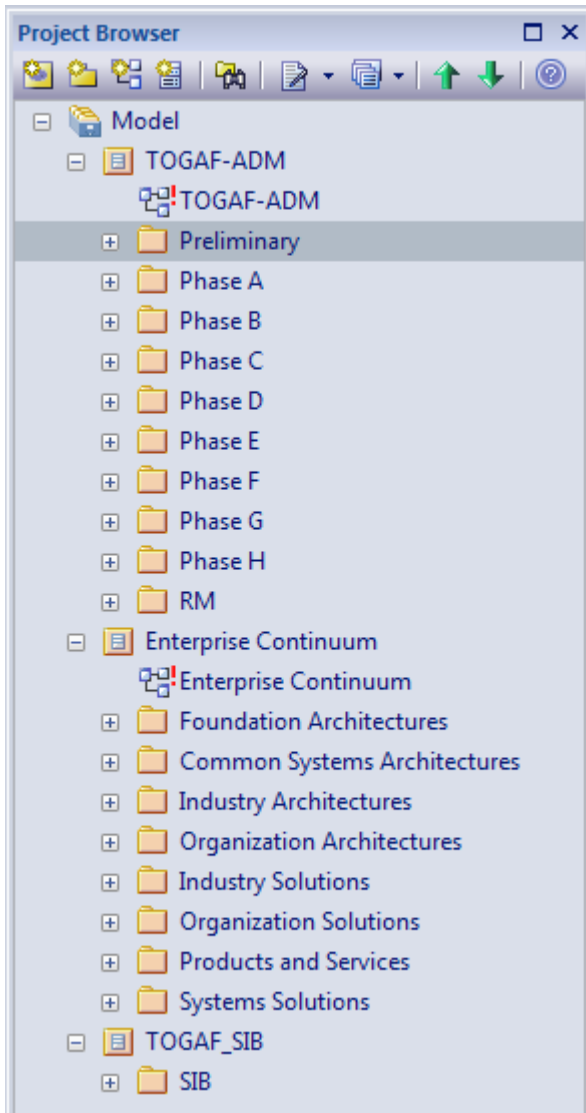 Project Browser
Model
TOGAF-ADM
TOGAF-ADM
Preliminary
Phase A
Phase B
Phase C
Phase D
Phase E
Phase F
Phase G
Phase H
RM
Enterprise Continuum
Enterprise Continuum
Foundation Architectures
Common Systems Architectures
Industry Architectures
Organization Architectures
Industry Solutions
Organization Solutions
Products and Services
Systems Solutions
TOGAF_SIB
SIB